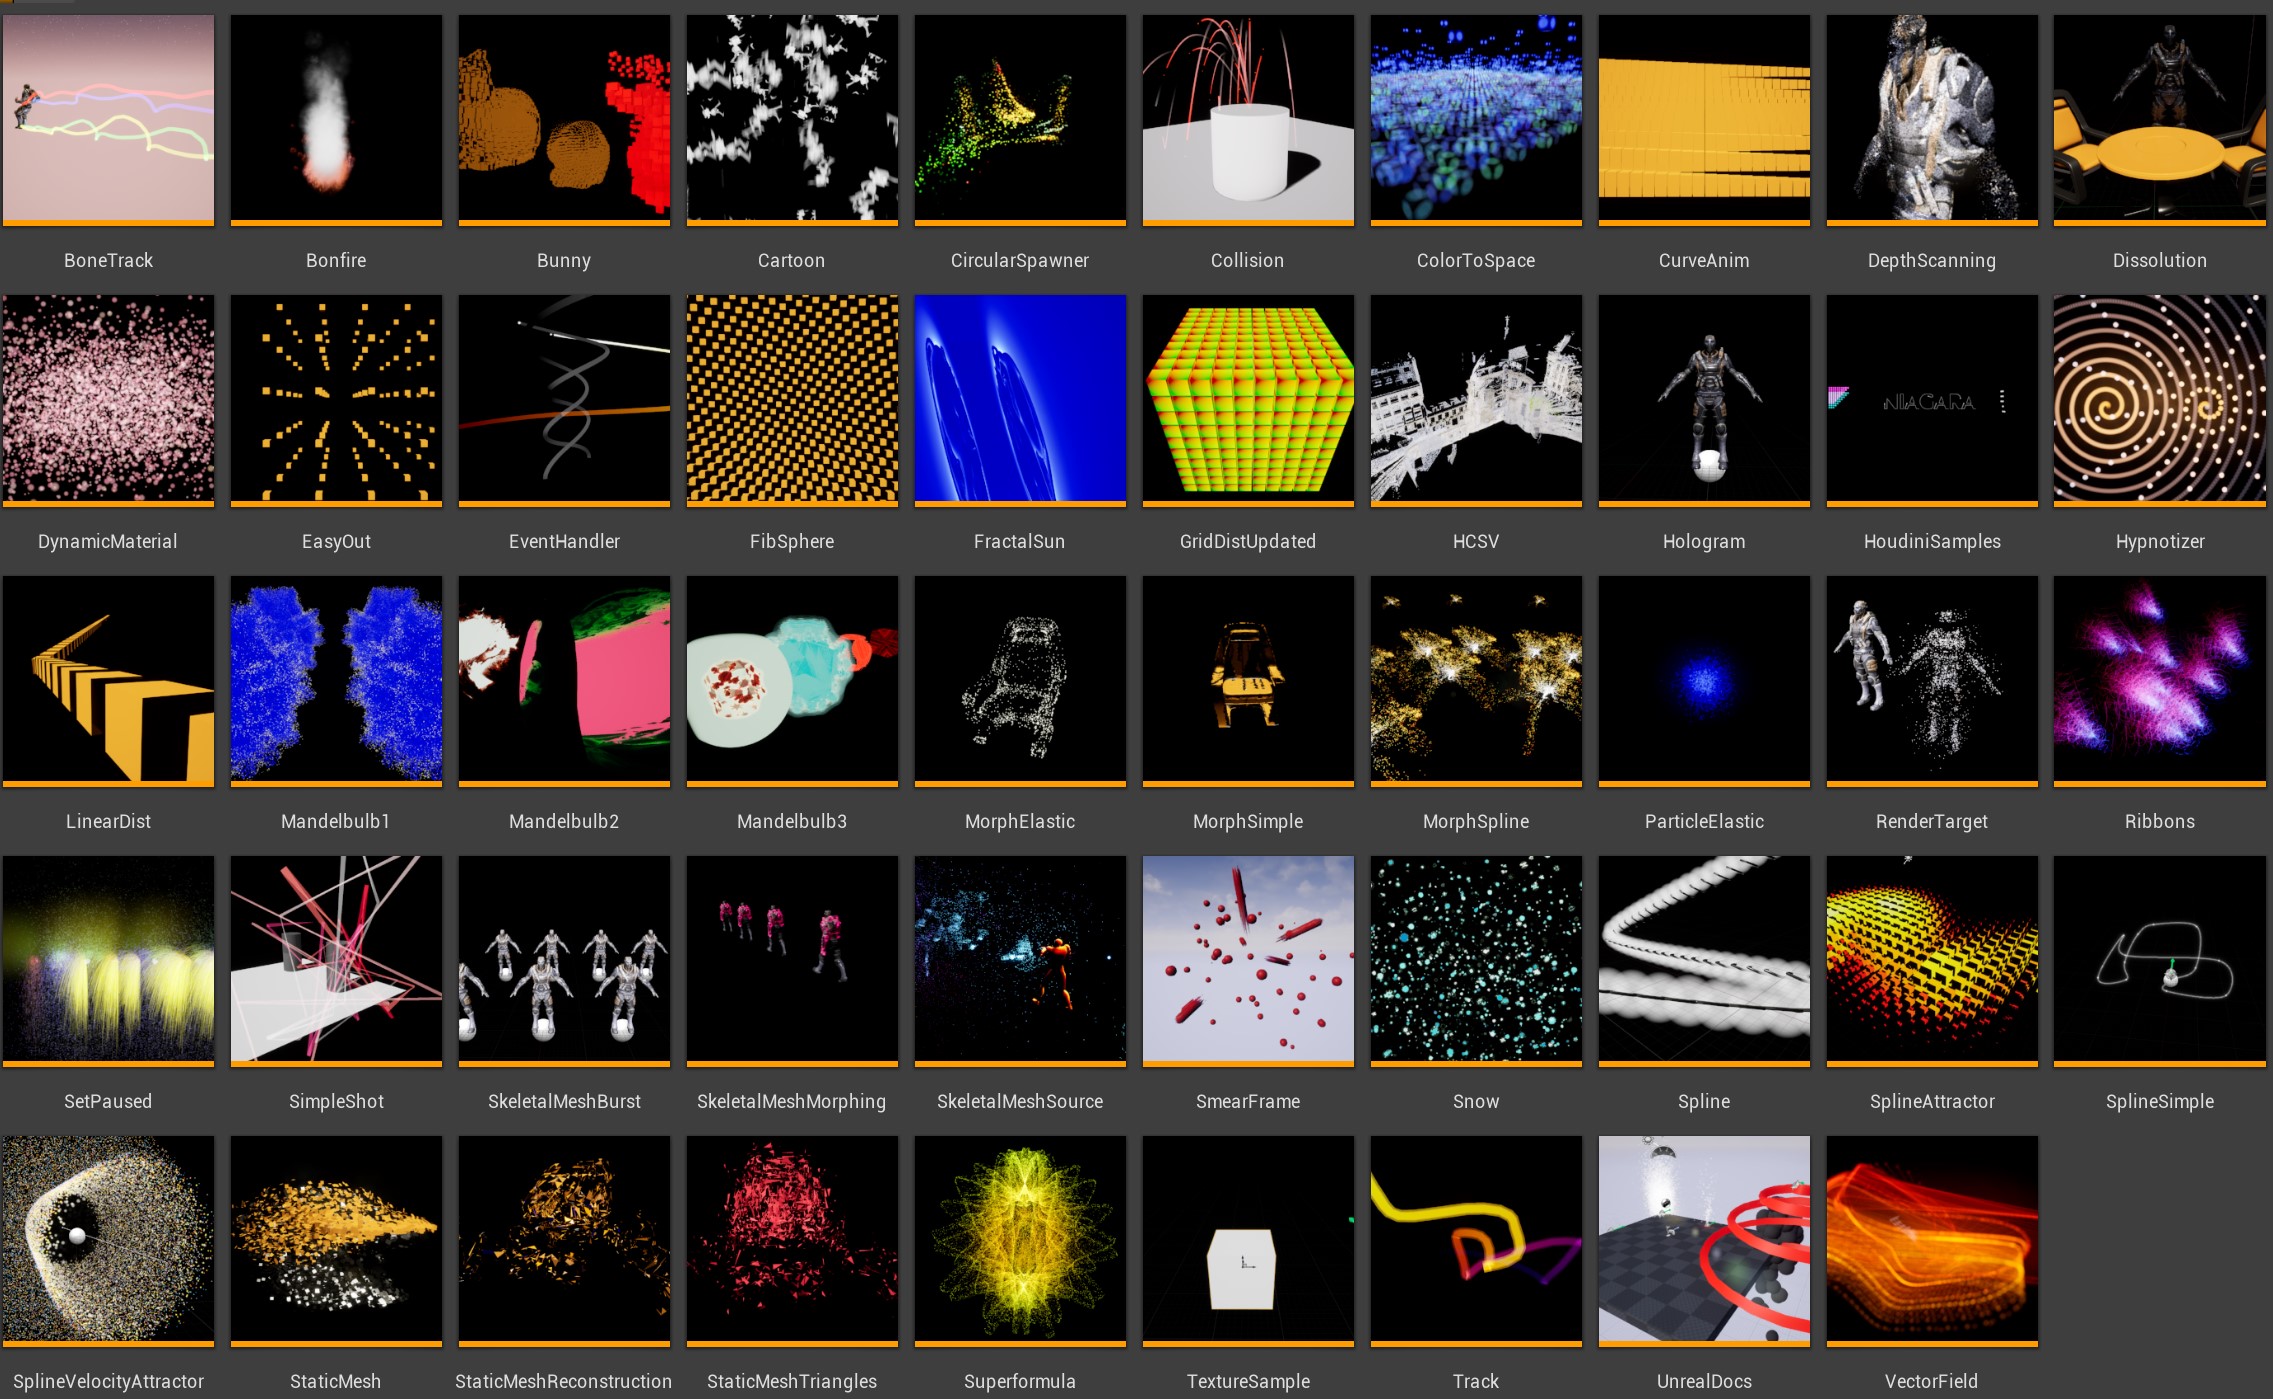 BoneTrack
Bonfire
Bunny
Cartoon
CircularSpawner
Collision
ColorToSpace
CurveAnim
DepthScanning
Dissolution
NIAGARA
DynamicMaterial
EasyOut
EventHandler
FibSphere
FractalSun
GridDistUpdated
HCSV
Hologram
HoudiniSamples
Hypnotizer
LinearDist
Mandelbulb1
Mandelbulb2
Mandelbulb3
MorphElastic
MorphSimple
MorphSpline
ParticleElastic
RenderTarget
Ribbons
SetPaused
SimpleShot
SkeletalMeshBurst
SkeletalMeshMorphing
SkeletalMeshSource
SmearFrame
Snow
Spline
SplineAttractor
SplineSimple
SplineVelocityAttractor
StaticMesh
StaticMeshReconstruction
StaticMeshTriangles
Superformula
TextureSample
Track
UnrealDocs
VectorField